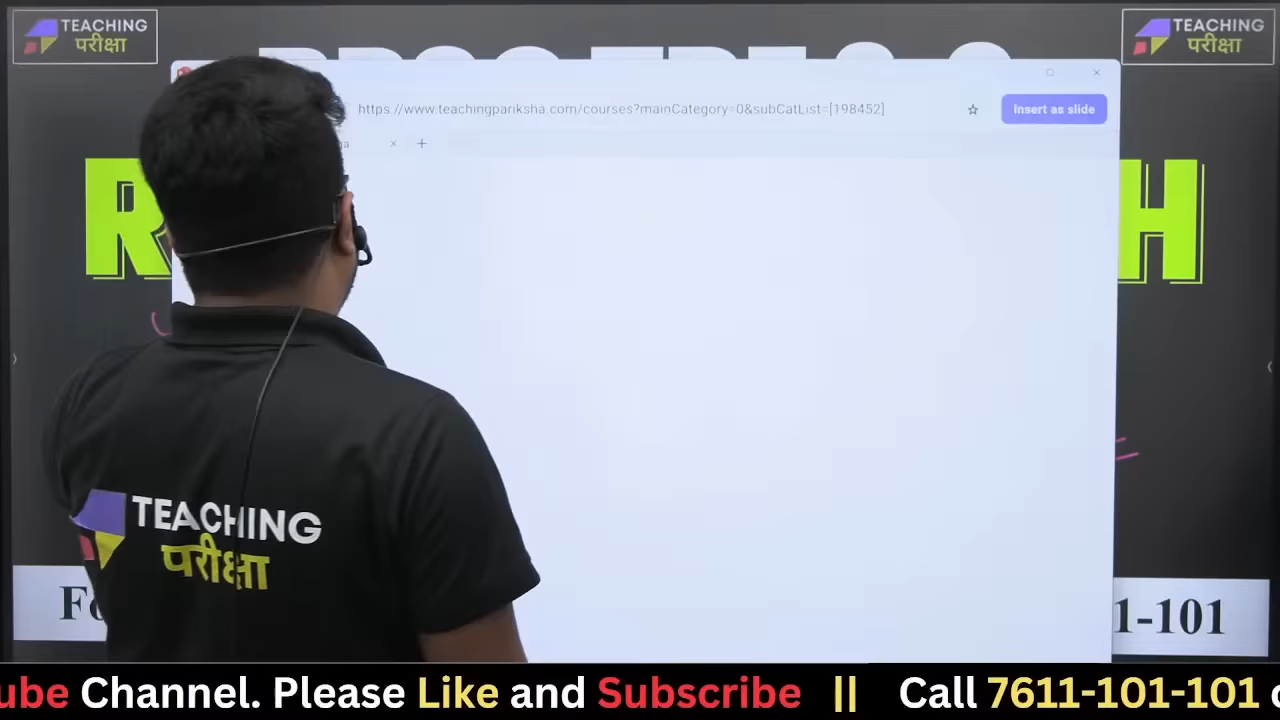 TEACHING
परीक्षा
TEACHING
परीक्षा
https://www.teachingpariksha.com/courses?mainCategory=0&subCatList=[198452]
Insert as slide
R
H
TEACHING
परीक्षा
1-101
ube Channel. Please Like and Subscribe || Call 7611-101-101